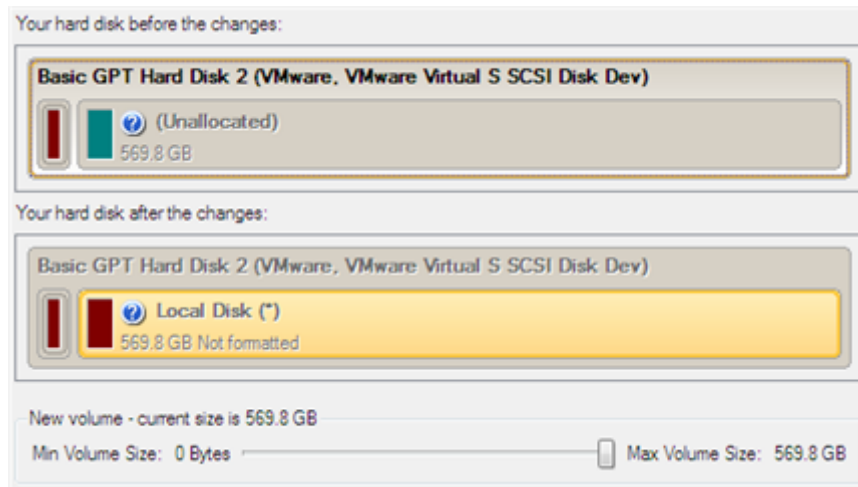 Your hard disk before the changes:
Basic GPT Hard Disk 2 (VMware, VMware Virtual S SCSI Disk Dev)
(Unallocated)
569.8 GB
Your hard disk after the changes:
Basic GPT Hard Disk 2 (VMware, VMware Virtual S SCSI Disk Dev)
Local Disk (*)
569.8 GB Not formatted
New volume - current size is 569.8 GB
Min Volume Size: 0 Bytes Max Volume Size: 569.8 GB